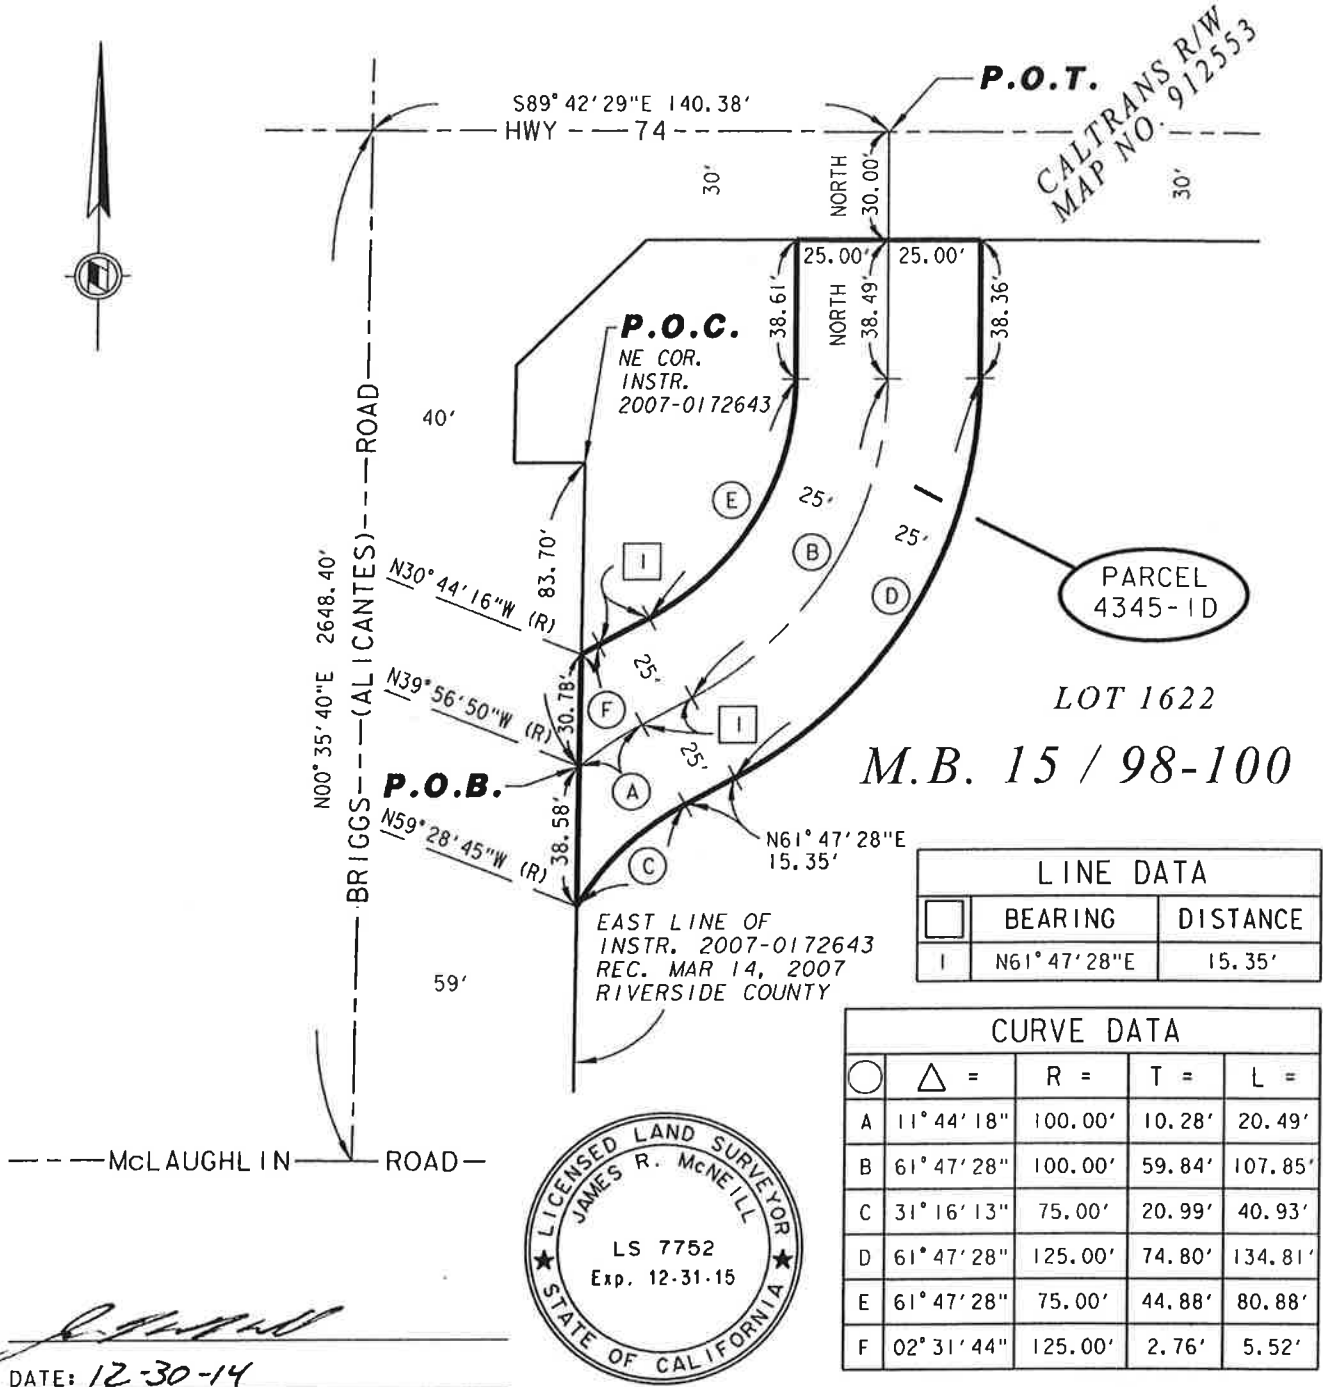 P.O.T.
CALTRANS R/W
MAP NO. 912553
S89°42'29"E 140.38'
HWY 74
30'
NORTH
30.00'
30'
25.00' 25.00'
38.61'
NORTH
38.49'
38.36'
P.O.C.
NE COR.
INSTR.
2007-0172643
40'
BRIGGS (ALICANTES) ROAD
N00°35'40"E 2648.40'
83.70'
E
25'
B
25'
D
1
N30°44'16"W (R)
PARCEL
4345-1D
25'
F
N39°56'50"W (R)
30.78'
1
25'
LOT 1622
M.B. 15 / 98-100
P.O.B.
A
N59°28'45"W (R)
38.58'
C
N61°47'28"E
15.35'
EAST LINE OF
INSTR. 2007-0172643
REC. MAR 14, 2007
RIVERSIDE COUNTY
59'
LINE DATA
BEARING DISTANCE
1 N61°47'28"E 15.35'
CURVE DATA
△ = R = T = L =
A 11°44'18" 100.00' 10.28' 20.49'
B 61°47'28" 100.00' 59.84' 107.85'
C 31°16'13" 75.00' 20.99' 40.93'
D 61°47'28" 125.00' 74.80' 134.81'
E 61°47'28" 75.00' 44.88' 80.88'
F 02°31'44" 125.00' 2.76' 5.52'
McLAUGHLIN ROAD
LICENSED LAND SURVEYOR
JAMES R. McNEILL
LS 7752
Exp. 12-31-15
STATE OF CALIFORNIA
DATE: 12-30-14